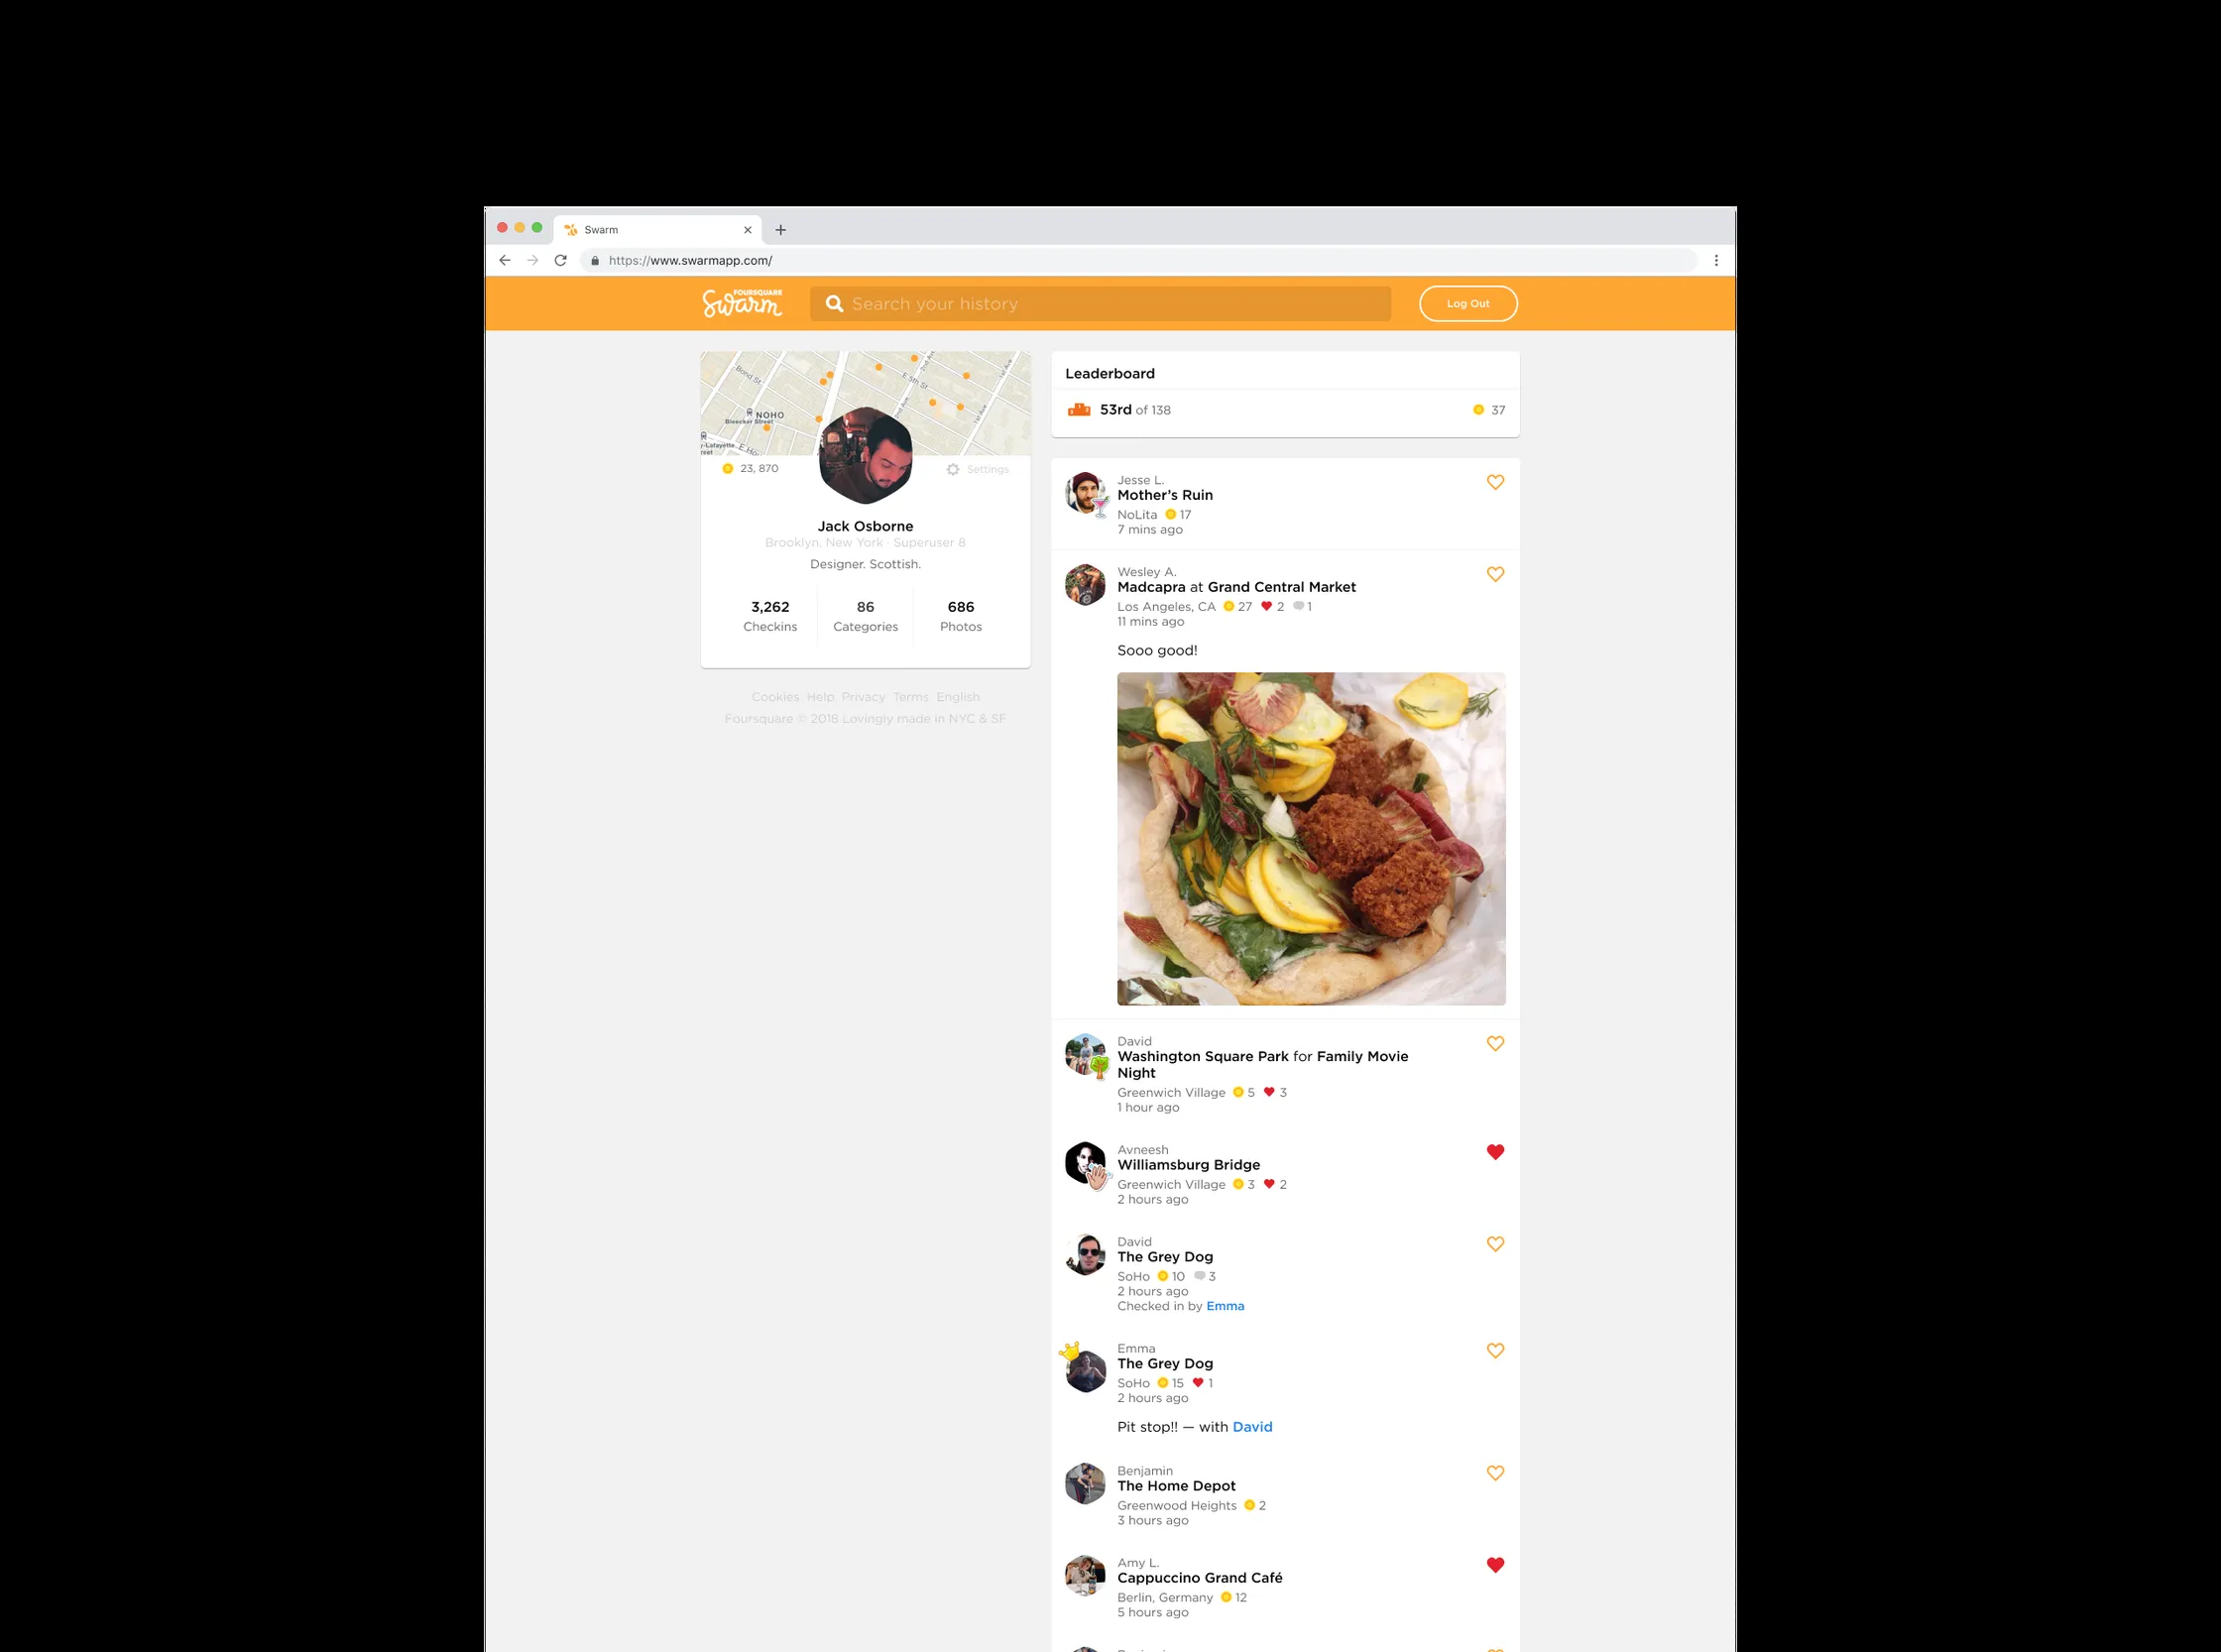 Swarm
https://www.swarmapp.com/
FOURSQUARE
Swarm
Search your history
Log Out
Bond St
NOHO
Bleecker Street
E 5th St
2nd Ave
2nd Ave
1st Ave
1st Ave
23, 870
Settings
Jack Osborne
Brooklyn, New York · Superuser 8
Designer. Scottish.
3,262
Checkins
86
Categories
686
Photos
Cookies Help Privacy Terms English
Foursquare © 2018 Lovingly made in NYC & SF
Leaderboard
53rd of 138
37
Jesse L.
Mother’s Ruin
NoLita 17
7 mins ago
Wesley A.
Madcapra at Grand Central Market
Los Angeles, CA 27 2 1
11 mins ago
Sooo good!
David
Washington Square Park for Family Movie
Night
Greenwich Village 5 3
1 hour ago
Avneesh
Williamsburg Bridge
Greenwich Village 3 2
2 hours ago
David
The Grey Dog
SoHo 10 3
2 hours ago
Checked in by Emma
Emma
The Grey Dog
SoHo 15 1
2 hours ago
Pit stop!! — with David
Benjamin
The Home Depot
Greenwood Heights 2
3 hours ago
Amy L.
Cappuccino Grand Café
Berlin, Germany 12
5 hours ago